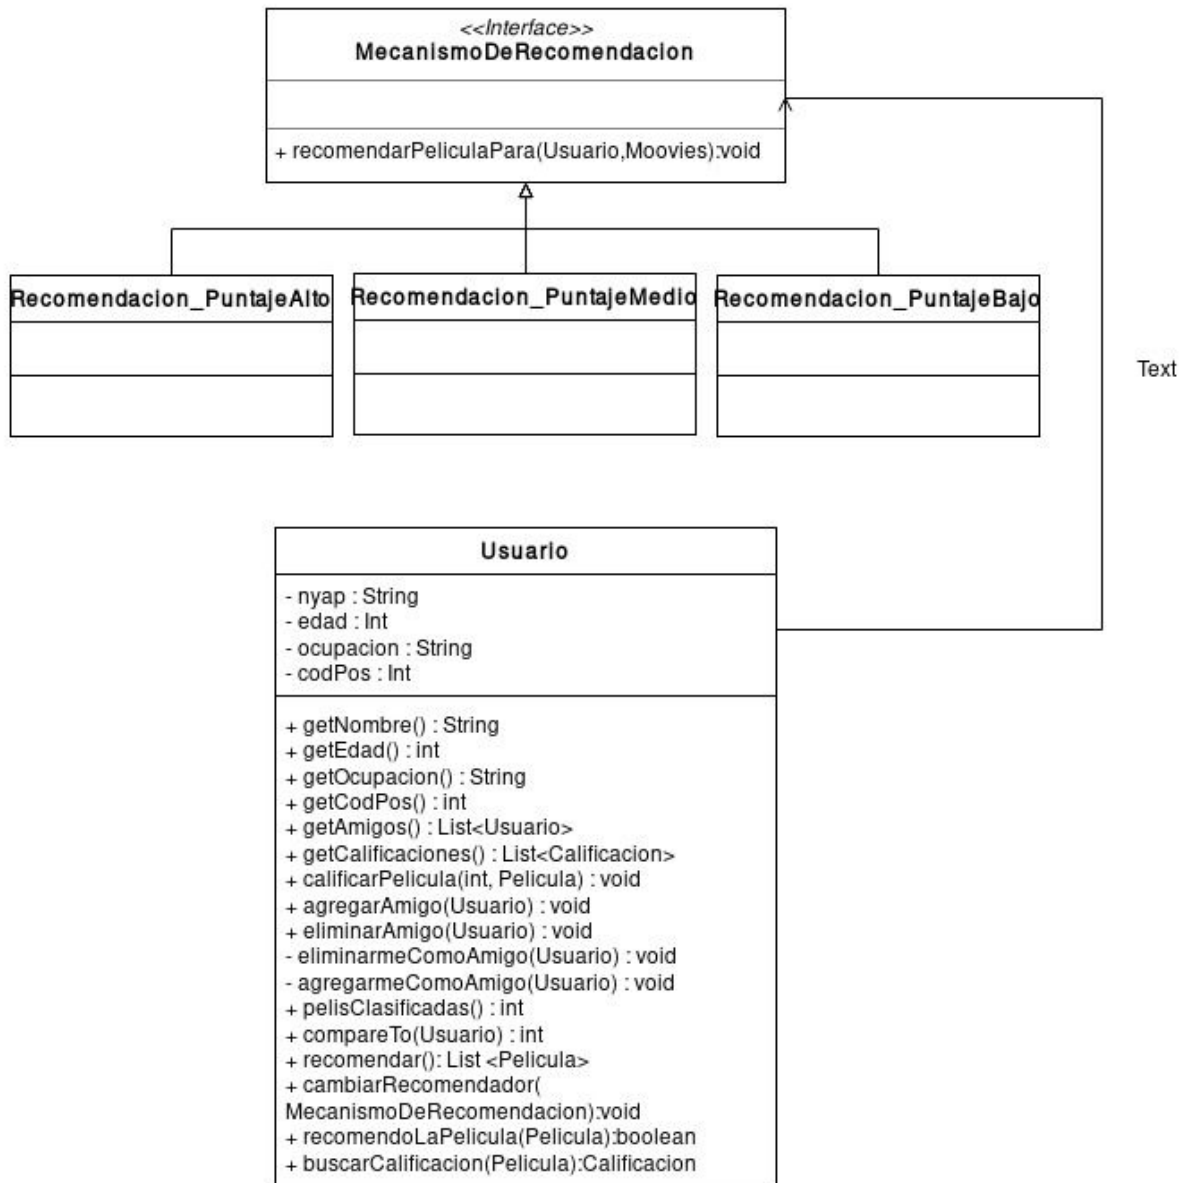 <<Interface>>
MecanismoDeRecomendacion
+ recomendarPeliculaPara(Usuario,Moovies):void
Recomendacion_PuntajeAlto
Recomendacion_PuntajeMedio
Recomendacion_PuntajeBajo
Text
Usuario
- nyap : String
- edad : Int
- ocupacion : String
- codPos : Int
+ getNombre() : String
+ getEdad() : int
+ getOcupacion() : String
+ getCodPos() : int
+ getAmigos() : List<Usuario>
+ getCalificaciones() : List<Calificacion>
+ calificarPelicula(int, Pelicula) : void
+ agregarAmigo(Usuario) : void
+ eliminarAmigo(Usuario) : void
- eliminarmeComoAmigo(Usuario) : void
- agregarmeComoAmigo(Usuario) : void
+ pelisClasificadas() : int
+ compareTo(Usuario) : int
+ recomendar(): List <Pelicula>
+ cambiarRecomendador(
MecanismoDeRecomendacion):void
+ recomendoLaPelicula(Pelicula):boolean
+ buscarCalificacion(Pelicula):Calificacion